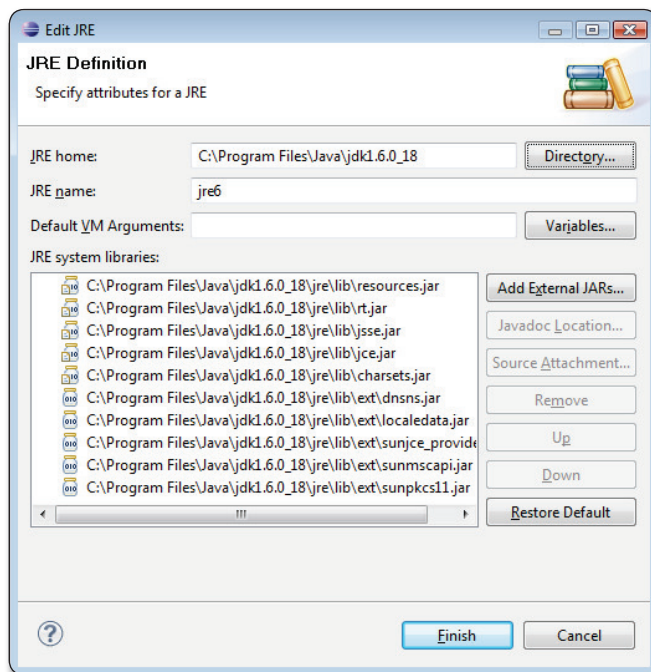 Edit JRE
JRE Definition
Specify attributes for a JRE
JRE home: C:\Program Files\Java\jdk1.6.0_18 Directory...
JRE name: jre6
Default VM Arguments: Variables...
JRE system libraries:
C:\Program Files\Java\jdk1.6.0_18\jre\lib\resources.jar
C:\Program Files\Java\jdk1.6.0_18\jre\lib\rt.jar
C:\Program Files\Java\jdk1.6.0_18\jre\lib\jsse.jar
C:\Program Files\Java\jdk1.6.0_18\jre\lib\jce.jar
C:\Program Files\Java\jdk1.6.0_18\jre\lib\charsets.jar
C:\Program Files\Java\jdk1.6.0_18\jre\lib\ext\dnsns.jar
C:\Program Files\Java\jdk1.6.0_18\jre\lib\ext\localedata.jar
C:\Program Files\Java\jdk1.6.0_18\jre\lib\ext\sunjce_provide
C:\Program Files\Java\jdk1.6.0_18\jre\lib\ext\sunmscapi.jar
C:\Program Files\Java\jdk1.6.0_18\jre\lib\ext\sunpkcs11.jar
Add External JARs...
Javadoc Location...
Source Attachment...
Remove
Up
Down
Restore Default
? Finish Cancel